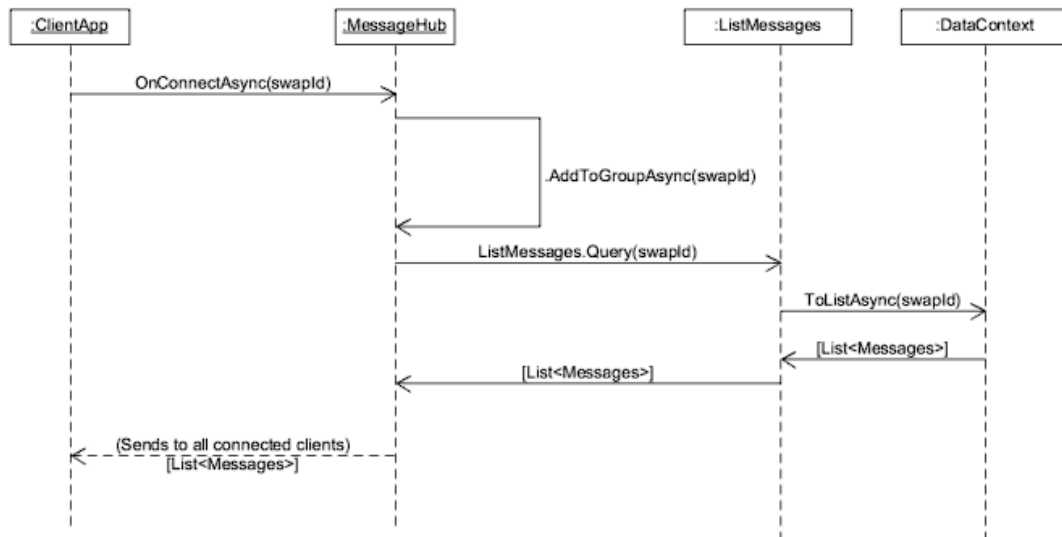 :ClientApp
:MessageHub
:ListMessages
:DataContext
OnConnectAsync(swapId)
.AddToGroupAsync(swapId)
ListMessages.Query(swapId)
ToListAsync(swapId)
[List<Messages>]
[List<Messages>]
(Sends to all connected clients)
[List<Messages>]